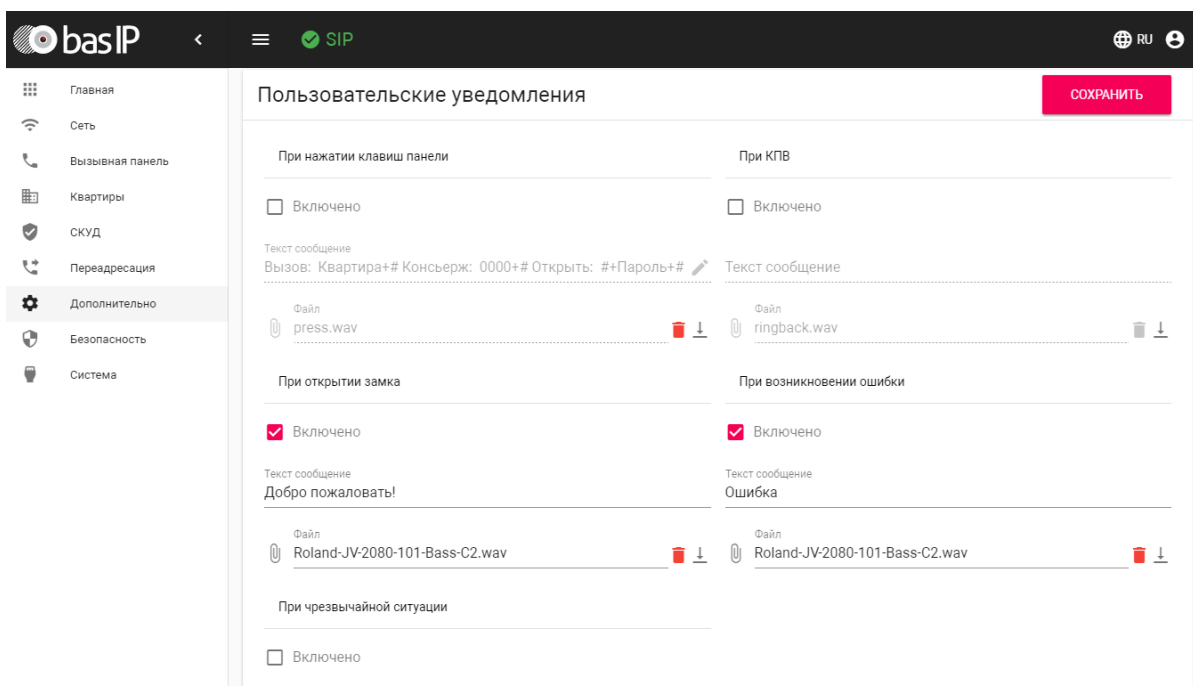 basIP
SIP
RU
Главная
Сеть
Вызывная панель
Квартиры
СКУД
Переадресация
Дополнительно
Безопасность
Система
Пользовательские уведомления
СОХРАНИТЬ
При нажатии клавиш панели
Включено
Текст сообщение
Вызов: Квартира+# Консьерж: 0000+# Открыть: #+Пароль+#
Файл
press.wav
При КПВ
Включено
Текст сообщение
Файл
ringback.wav
При открытии замка
Включено
Текст сообщение
Добро пожаловать!
Файл
Roland-JV-2080-101-Bass-C2.wav
При возникновении ошибки
Включено
Текст сообщение
Ошибка
Файл
Roland-JV-2080-101-Bass-C2.wav
При чрезвычайной ситуации
Включено